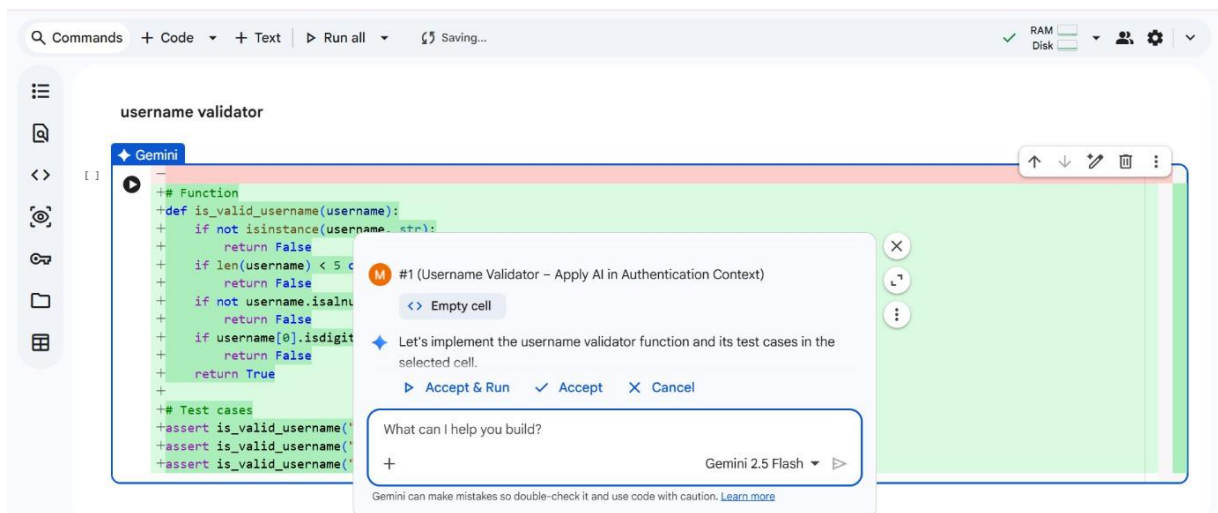 Commands + Code + Text Run all Saving...
RAM
Disk
username validator
Gemini
[ ]
-
+# Function
+def is_valid_username(username):
+    if not isinstance(username, str):
+        return False
+    if len(username) < 5
+        return False
+    if not username.isalnu
+        return False
+    if username[0].isdigit
+        return False
+    return True
+
+# Test cases
+assert is_valid_username("
+assert is_valid_username("
+assert is_valid_username("
M #1 (Username Validator – Apply AI in Authentication Context)
<> Empty cell
Let's implement the username validator function and its test cases in the
selected cell.
Accept & Run Accept Cancel
What can I help you build?
+ Gemini 2.5 Flash
Gemini can make mistakes so double-check it and use code with caution. Learn more